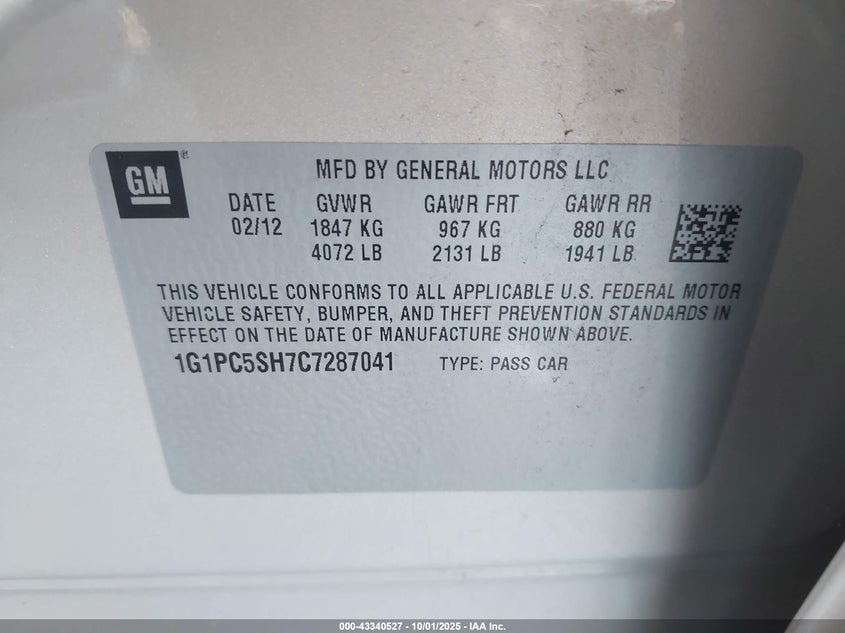 GM®
MFD BY GENERAL MOTORS LLC
DATE GVWR GAWR FRT GAWR RR
02/12 1847 KG 967 KG 880 KG
4072 LB 2131 LB 1941 LB
THIS VEHICLE CONFORMS TO ALL APPLICABLE U.S. FEDERAL MOTOR
VEHICLE SAFETY, BUMPER, AND THEFT PREVENTION STANDARDS IN
EFFECT ON THE DATE OF MANUFACTURE SHOWN ABOVE.
1G1PC5SH7C7287041 TYPE: PASS CAR
000-43340527 - 10/01/2025 - IAA Inc.